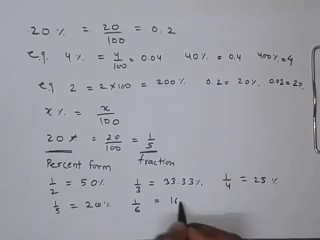 20 % = 20/100 = 0.2
e.g. 4 % = 4/100 = 0.04 40 % = 0.4 400 % = 4
e.g 2 = 2 × 100 = 200 % 0.2 = 20 % 0.02 = 2 %
x % = x/100
20 % = 20/100 = 1/5
Percent form fraction
1/2 = 50 % 1/3 = 33.33 % 1/4 = 25 %
1/5 = 20 % 1/6 = 16